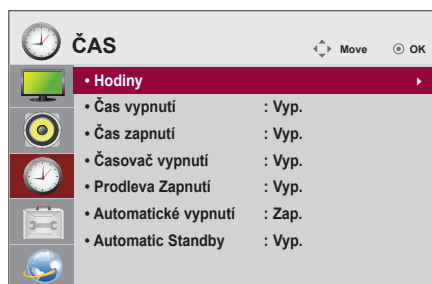 ČAS Move OK
• Hodiny
• Čas vypnutí : Vyp.
• Čas zapnutí : Vyp.
• Časovač vypnutí : Vyp.
• Prodleva Zapnutí : Vyp.
• Automatické vypnutí : Zap.
• Automatic Standby : Vyp.